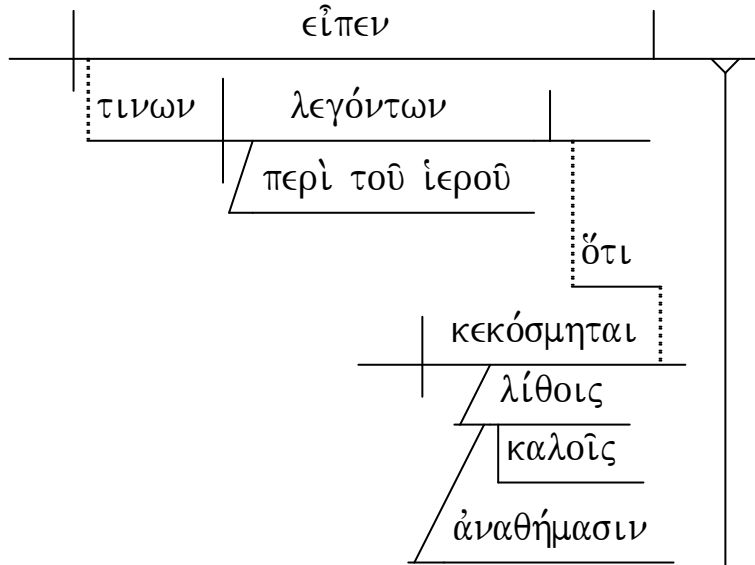 εἶπεν
τινων λεγόντων
περὶ τοῦ ἱεροῦ
ὅτι
κεκόσμηται
λίθοις
καλοῖς
ἀναθήμασιν